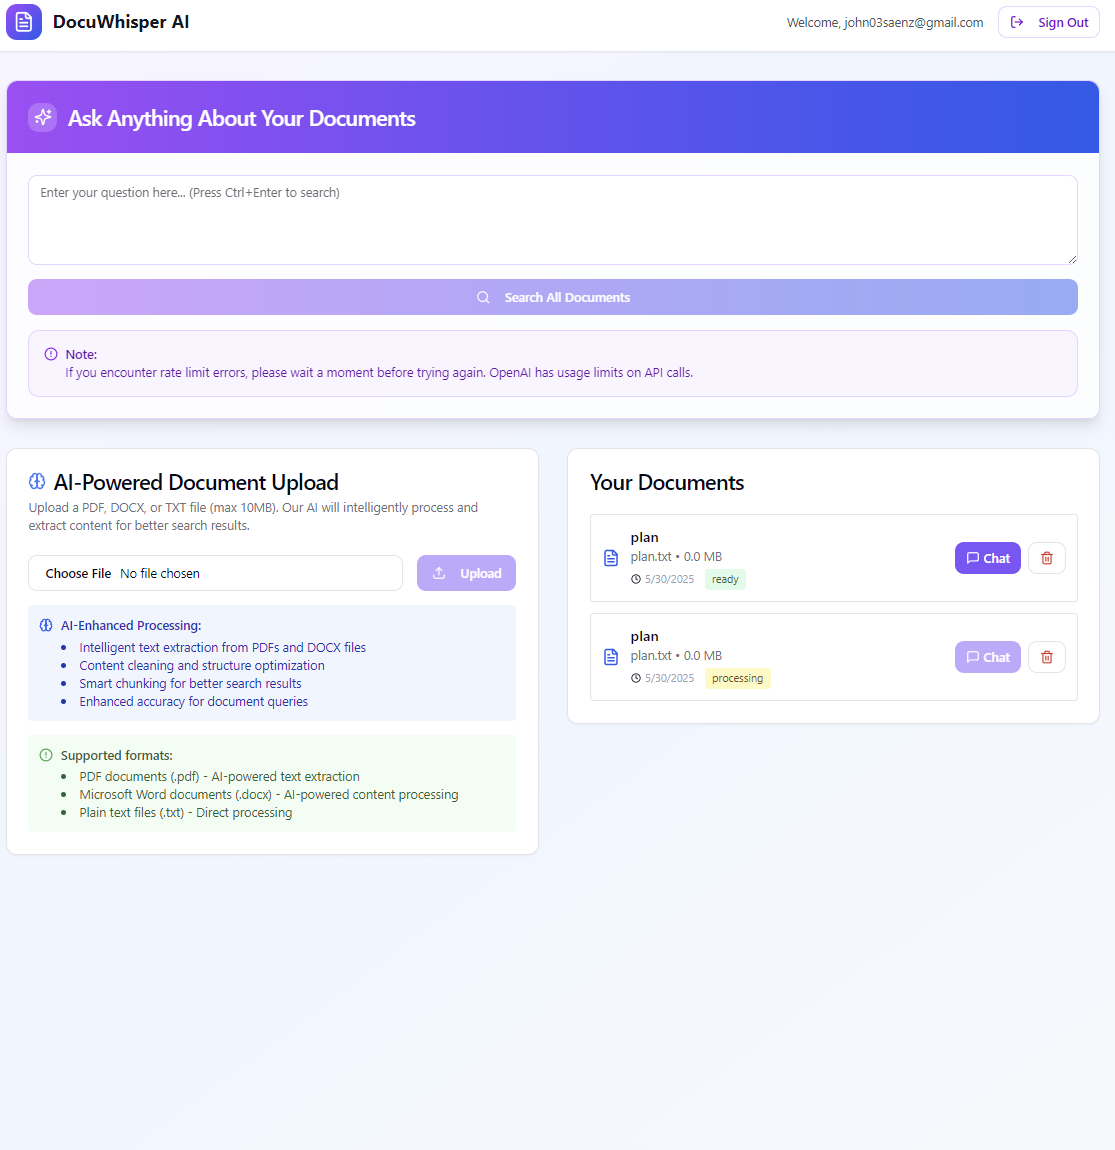 DocuWhisper AI
Welcome, john03saenz@gmail.com
Sign Out
Ask Anything About Your Documents
Enter your question here... (Press Ctrl+Enter to search)
Search All Documents
Note:
If you encounter rate limit errors, please wait a moment before trying again. OpenAI has usage limits on API calls.
AI-Powered Document Upload
Upload a PDF, DOCX, or TXT file (max 10MB). Our AI will intelligently process and
extract content for better search results.
Choose File No file chosen
Upload
AI-Enhanced Processing:
• Intelligent text extraction from PDFs and DOCX files
• Content cleaning and structure optimization
• Smart chunking for better search results
• Enhanced accuracy for document queries
Supported formats:
• PDF documents (.pdf) - AI-powered text extraction
• Microsoft Word documents (.docx) - AI-powered content processing
• Plain text files (.txt) - Direct processing
Your Documents
plan
plan.txt • 0.0 MB
5/30/2025 ready
Chat
plan
plan.txt • 0.0 MB
5/30/2025 processing
Chat